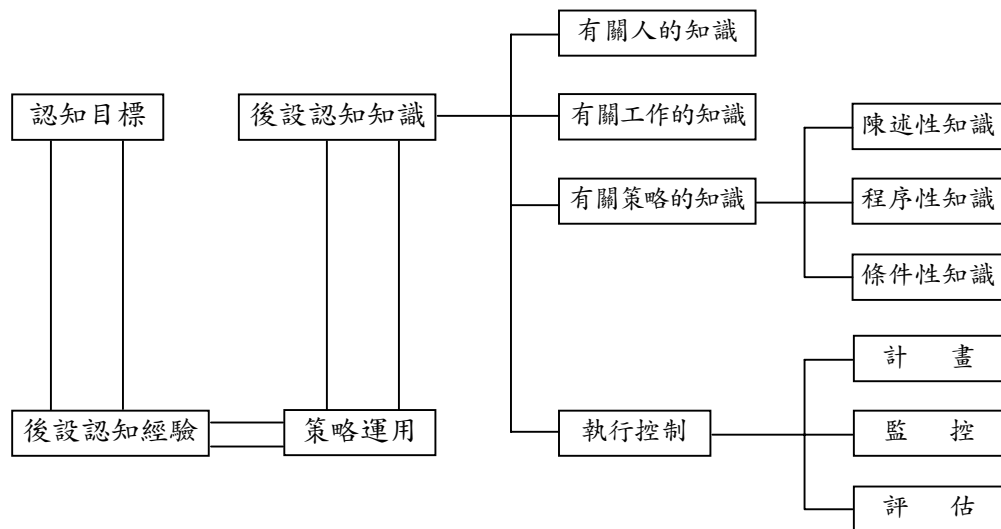 有關人的知識
認知目標
後設認知知識
有關工作的知識
陳述性知識
有關策略的知識
程序性知識
條件性知識
計 畫
後設認知經驗
策略運用
執行控制
監 控
評 估